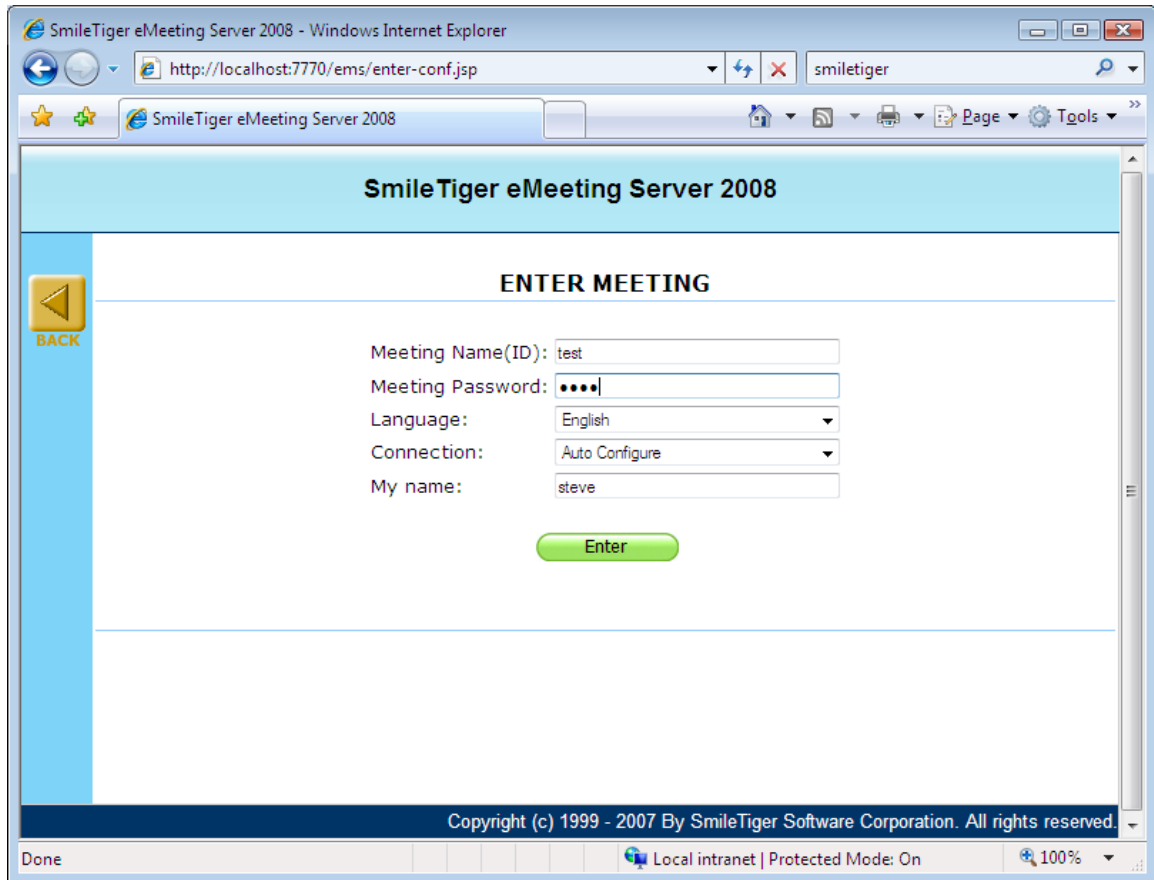 SmileTiger eMeeting Server 2008 - Windows Internet Explorer
http://localhost:7770/ems/enter-conf.jsp
smiletiger
SmileTiger eMeeting Server 2008
Page
Tools
SmileTiger eMeeting Server 2008
BACK
ENTER MEETING
Meeting Name(ID): test
Meeting Password: ••••
Language: English
Connection: Auto Configure
My name: steve
Enter
Copyright (c) 1999 - 2007 By SmileTiger Software Corporation. All rights reserved.
Done
Local intranet | Protected Mode: On
100%